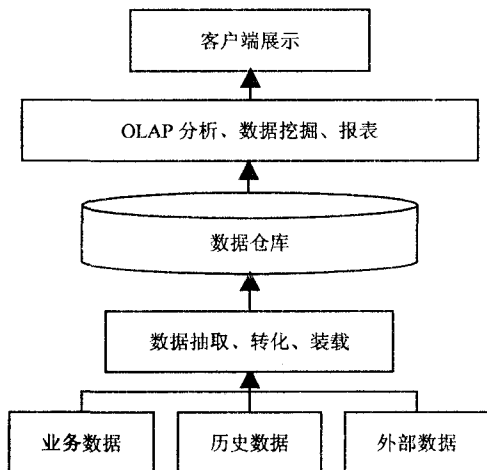 客户端展示
OLAP 分析、数据挖掘、报表
数据仓库
数据抽取、转化、装载
业务数据
历史数据
外部数据